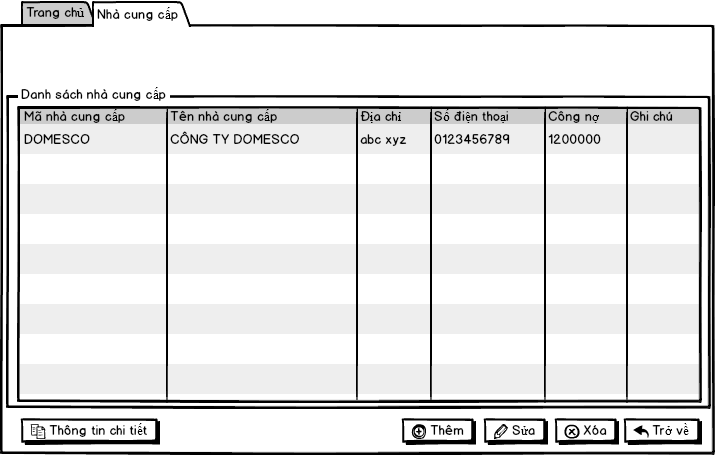 Trang chủ Nhà cung cấp
Danh sách nhà cung cấp
Mã nhà cung cấp Tên nhà cung cấp Địa chỉ Số điện thoại Công nợ Ghi chú
DOMESCO CÔNG TY DOMESCO abc xyz 0123456789 1200000
Thông tin chi tiết Thêm Sửa Xóa Trở về